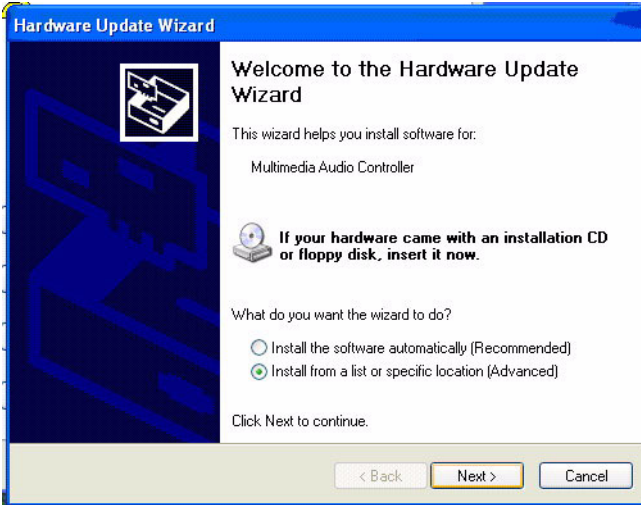 Hardware Update Wizard
Welcome to the Hardware Update
Wizard
This wizard helps you install software for:
Multimedia Audio Controller
If your hardware came with an installation CD
or floppy disk, insert it now.
What do you want the wizard to do?
Install the software automatically (Recommended)
Install from a list or specific location (Advanced)
Click Next to continue.
< Back Next > Cancel